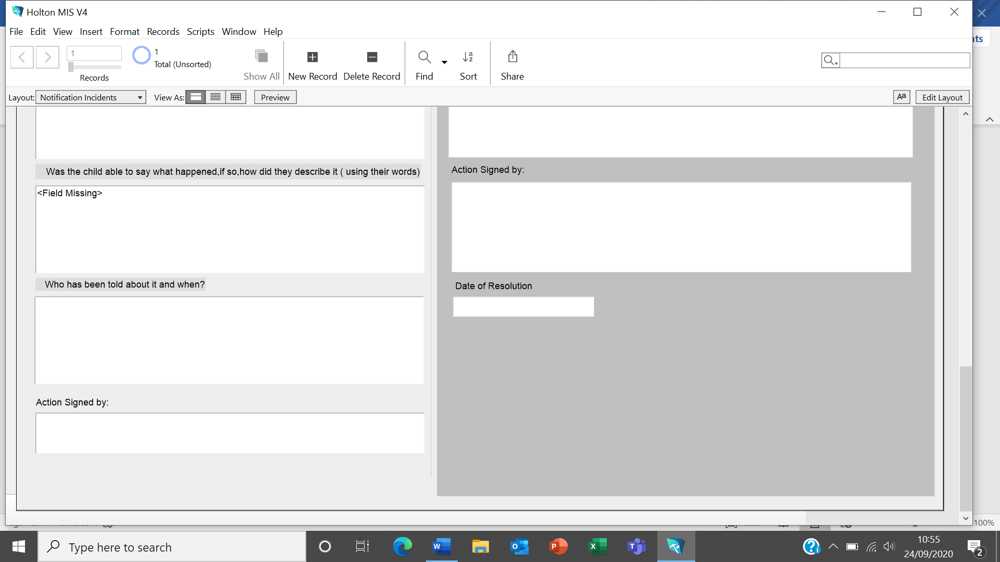 Holton MIS V4
File Edit View Insert Format Records Scripts Window Help
1
1
Total (Unsorted)
Records
Show All
New Record
Delete Record
Find
Sort
Share
Layout: Notification Incidents View As: Preview Aa Edit Layout
Was the child able to say what happened,if so,how did they describe it ( using their words)
<Field Missing>
Who has been told about it and when?
Action Signed by:
Action Signed by:
Date of Resolution
100%
Type here to search
10:55
24/09/2020
2